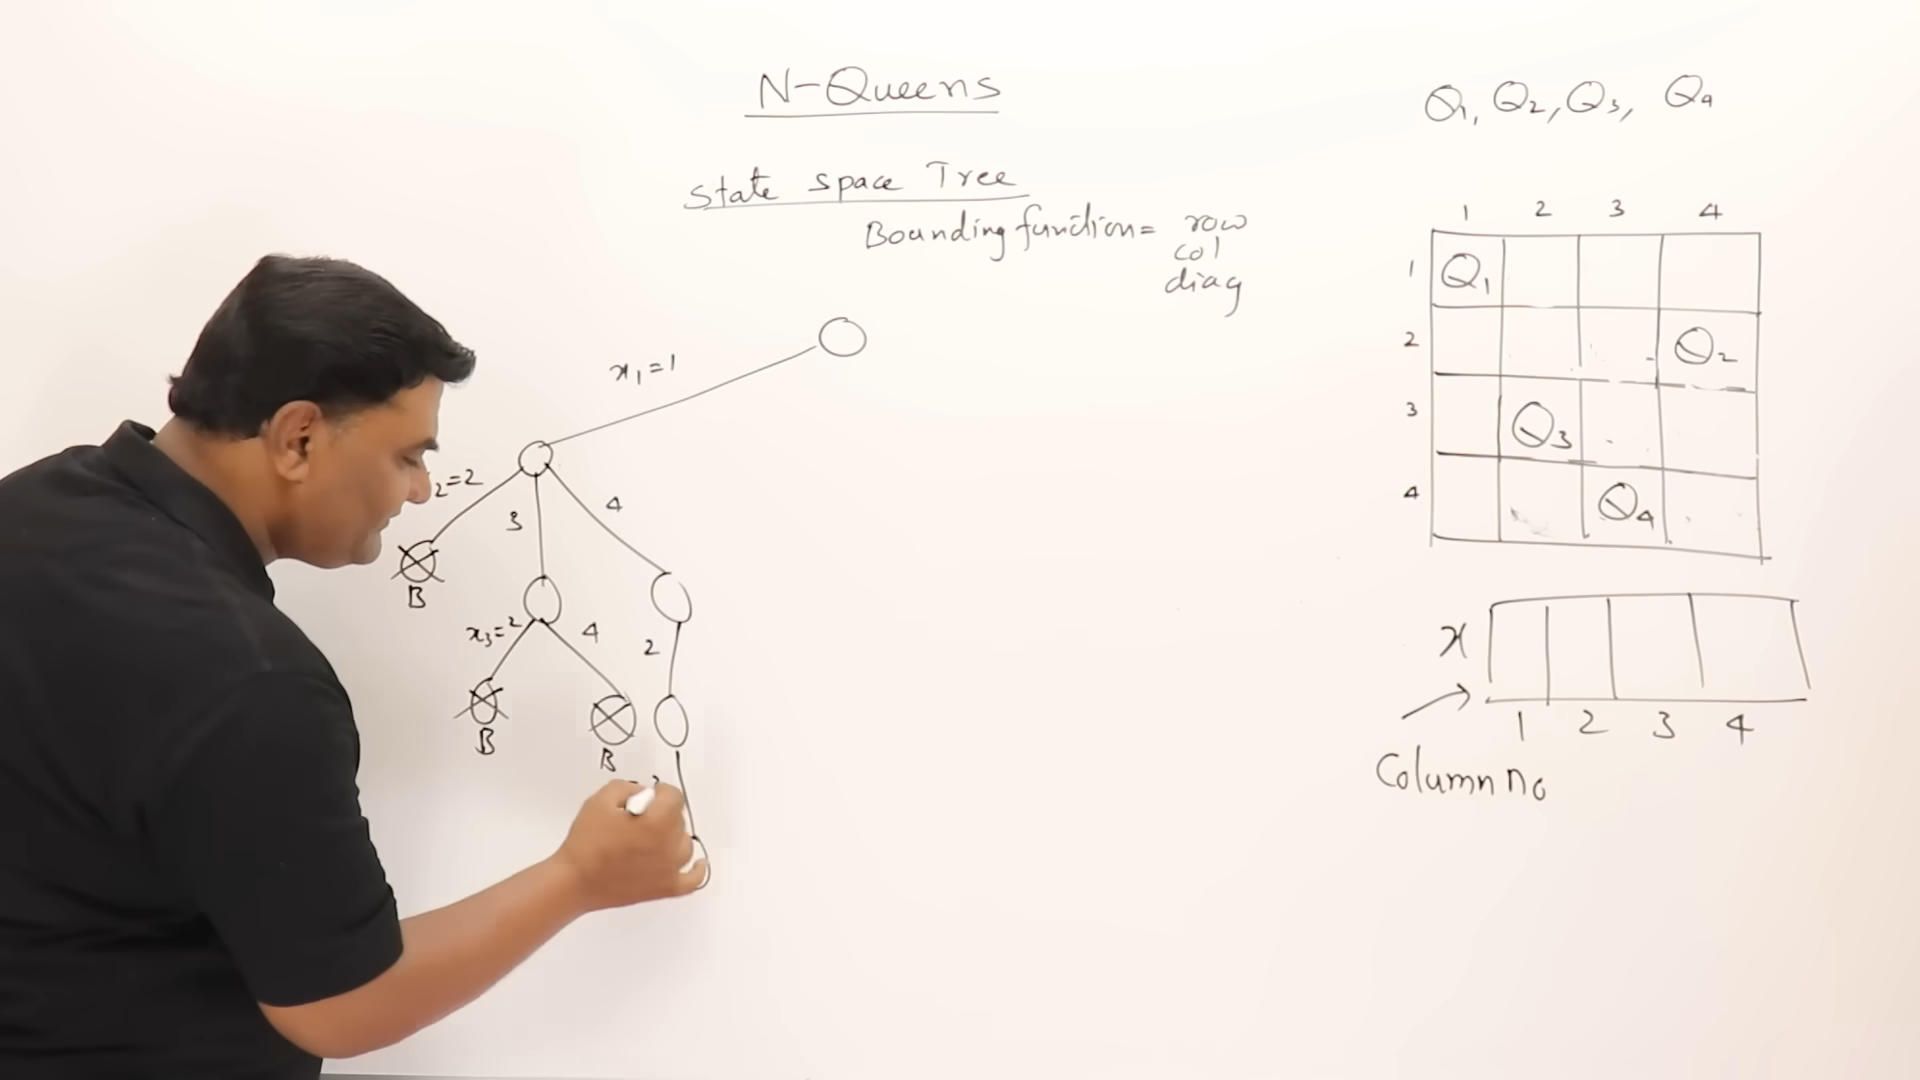 N-Queens
State Space Tree
Bounding function = row
col
diag
x₁=1
₂=2
3
4
B
x₃=2
4
2
B
B
Q₁, Q₂, Q₃, Q₄
1 2 3 4
1 Q₁
2 Q₂
3 Q₃
4 Q₄
x
1 2 3 4
Column no